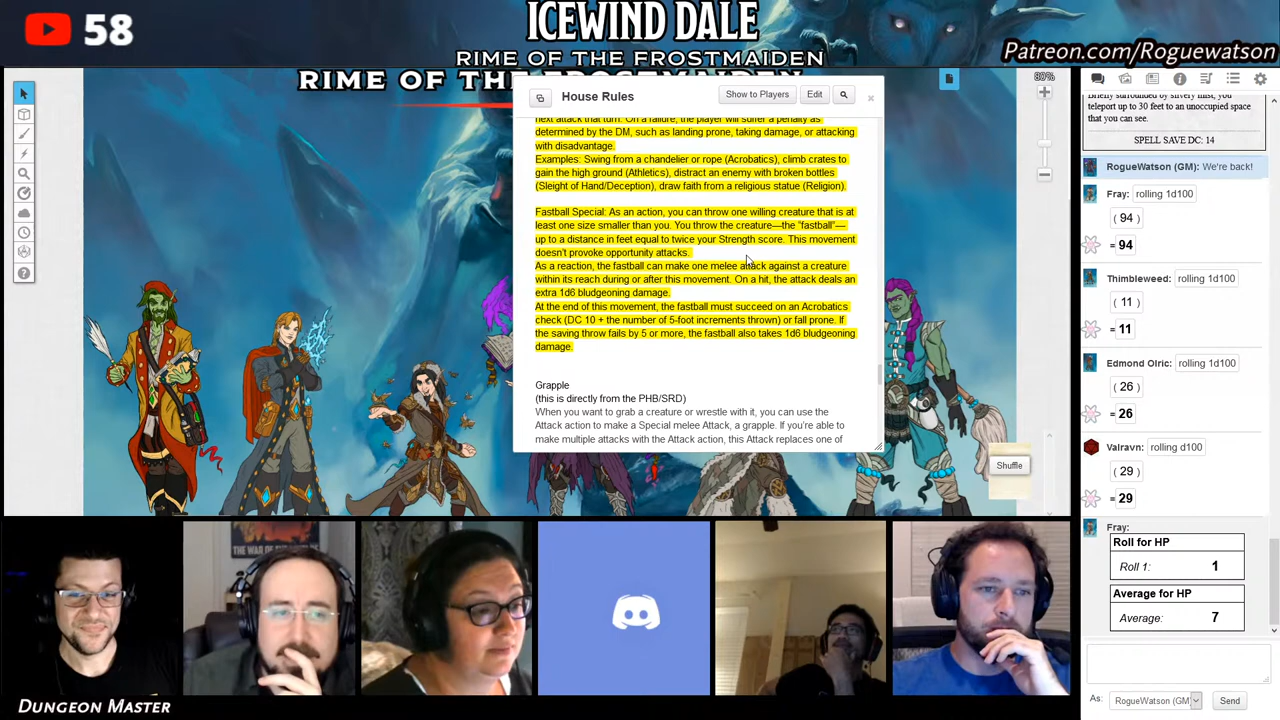 58
ICEWIND DALE
RIME OF THE FROSTMAIDEN
Patreon.com/Roguewatson
RIME OF THE FROSTMAIDEN
80%
House Rules
Show to Players
Edit
next attack that turn. On a failure, the player will suffer a penalty as
determined by the DM, such as landing prone, taking damage, or attacking
with disadvantage.
Examples: Swing from a chandelier or rope (Acrobatics), climb crates to
gain the high ground (Athletics), distract an enemy with broken bottles
(Sleight of Hand/Deception), draw faith from a religious statue (Religion).
Fastball Special: As an action, you can throw one willing creature that is at
least one size smaller than you. You throw the creature—the "fastball"—
up to a distance in feet equal to twice your Strength score. This movement
doesn't provoke opportunity attacks.
As a reaction, the fastball can make one melee attack against a creature
within its reach during or after this movement. On a hit, the attack deals an
extra 1d6 bludgeoning damage.
At the end of this movement, the fastball must succeed on an Acrobatics
check (DC 10 + the number of 5-foot increments thrown) or fall prone. If
the saving throw fails by 5 or more, the fastball also takes 1d6 bludgeoning
damage.
Grapple
(this is directly from the PHB/SRD)
When you want to grab a creature or wrestle with it, you can use the
Attack action to make a Special melee Attack, a grapple. If you're able to
make multiple attacks with the Attack action, this Attack replaces one of
Shuffle
Briefly surrounded by silvery mist, you
teleport up to 30 feet to an unoccupied space
that you can see.
SPELL SAVE DC: 14
RogueWatson (GM): We're back!
Fray: rolling 1d100
( 94 )
= 94
Thimbleweed: rolling 1d100
( 11 )
= 11
Edmond Olric: rolling 1d100
( 26 )
= 26
Valravn: rolling d100
( 29 )
= 29
Fray:
Roll for HP
Roll 1: 1
Average for HP
Average: 7
As: RogueWatson (GM)
Send
THE WAR OF THE
DUNGEON MASTER